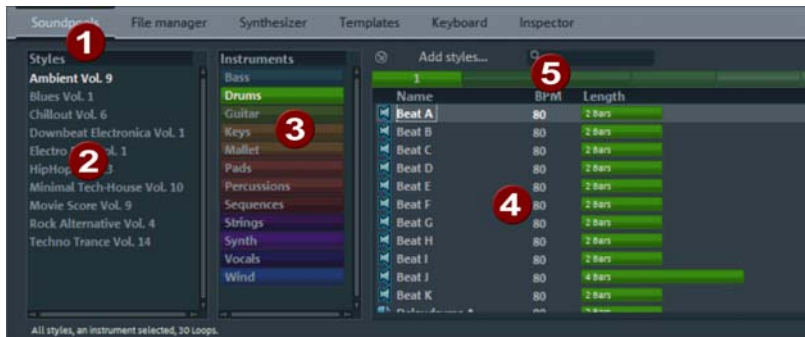 Soundpools File manager Synthesizer Templates Keyboard Inspector
1
Styles
Ambient Vol. 9
Blues Vol. 1
Chillout Vol. 6
Downbeat Electronica Vol. 1
Electro Vol. 1
HipHop 3
Minimal Tech-House Vol. 10
Movie Score Vol. 9
Rock Alternative Vol. 4
Techno Trance Vol. 14
2
Instruments
Bass
Drums
Guitar
Keys
Mallet
Pads
Percussions
Sequences
Strings
Synth
Vocals
Wind
3
Add styles...
5
1
Name BPM Length
Beat A 80 2 Bars
Beat B 80 2 Bars
Beat C 80 2 Bars
Beat D 80 2 Bars
Beat E 80 2 Bars
Beat F 80 2 Bars
Beat G 80 2 Bars
Beat H 80 2 Bars
Beat I 80 2 Bars
Beat J 80 4 Bars
Beat K 80 2 Bars
4
All styles, an instrument selected, 30 Loops.